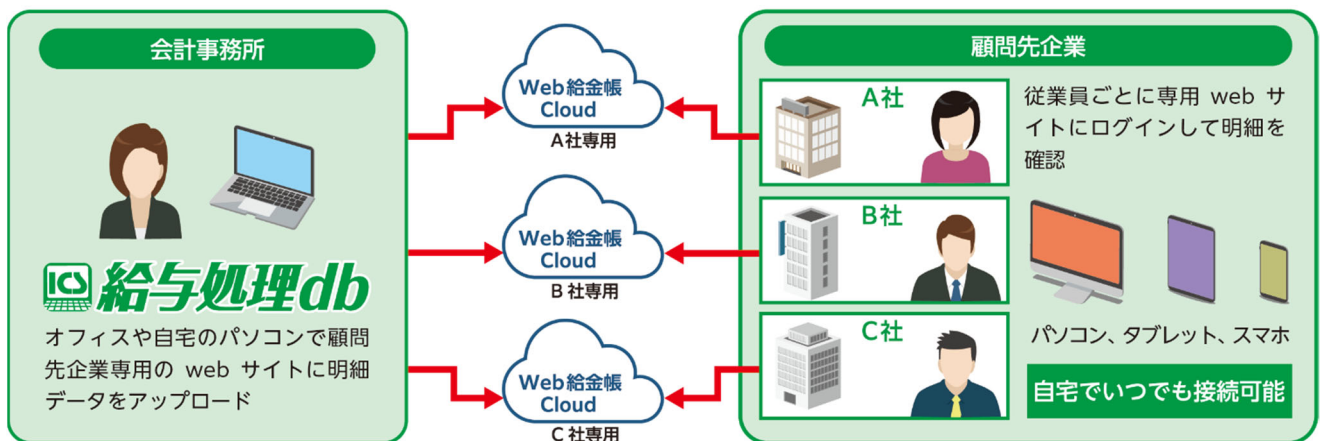 会計事務所
ICS 給与処理db
オフィスや自宅のパソコンで顧問
先企業専用の web サイトに明細
データをアップロード
Web給金帳
Cloud
A社専用
Web給金帳
Cloud
B社専用
Web給金帳
Cloud
C社専用
顧問先企業
A社
B社
C社
従業員ごとに専用 web サ
イトにログインして明細を
確認
パソコン、タブレット、スマホ
自宅でいつでも接続可能